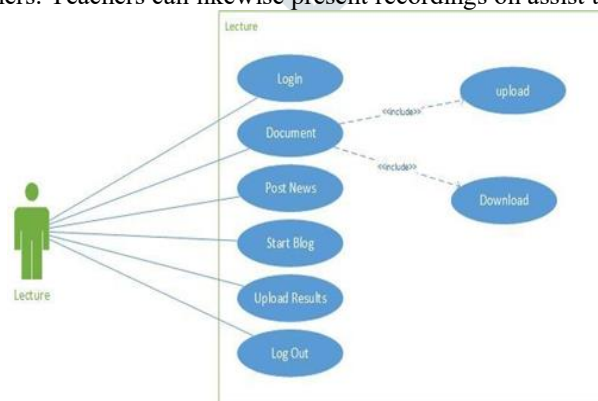 ners. Teachers can likewise present recordings on assist t
Lecture
Login
upload
<<include>>
Document
<<include>>
Post News
Download
Start Blog
Lecture
Upload Results
Log Out